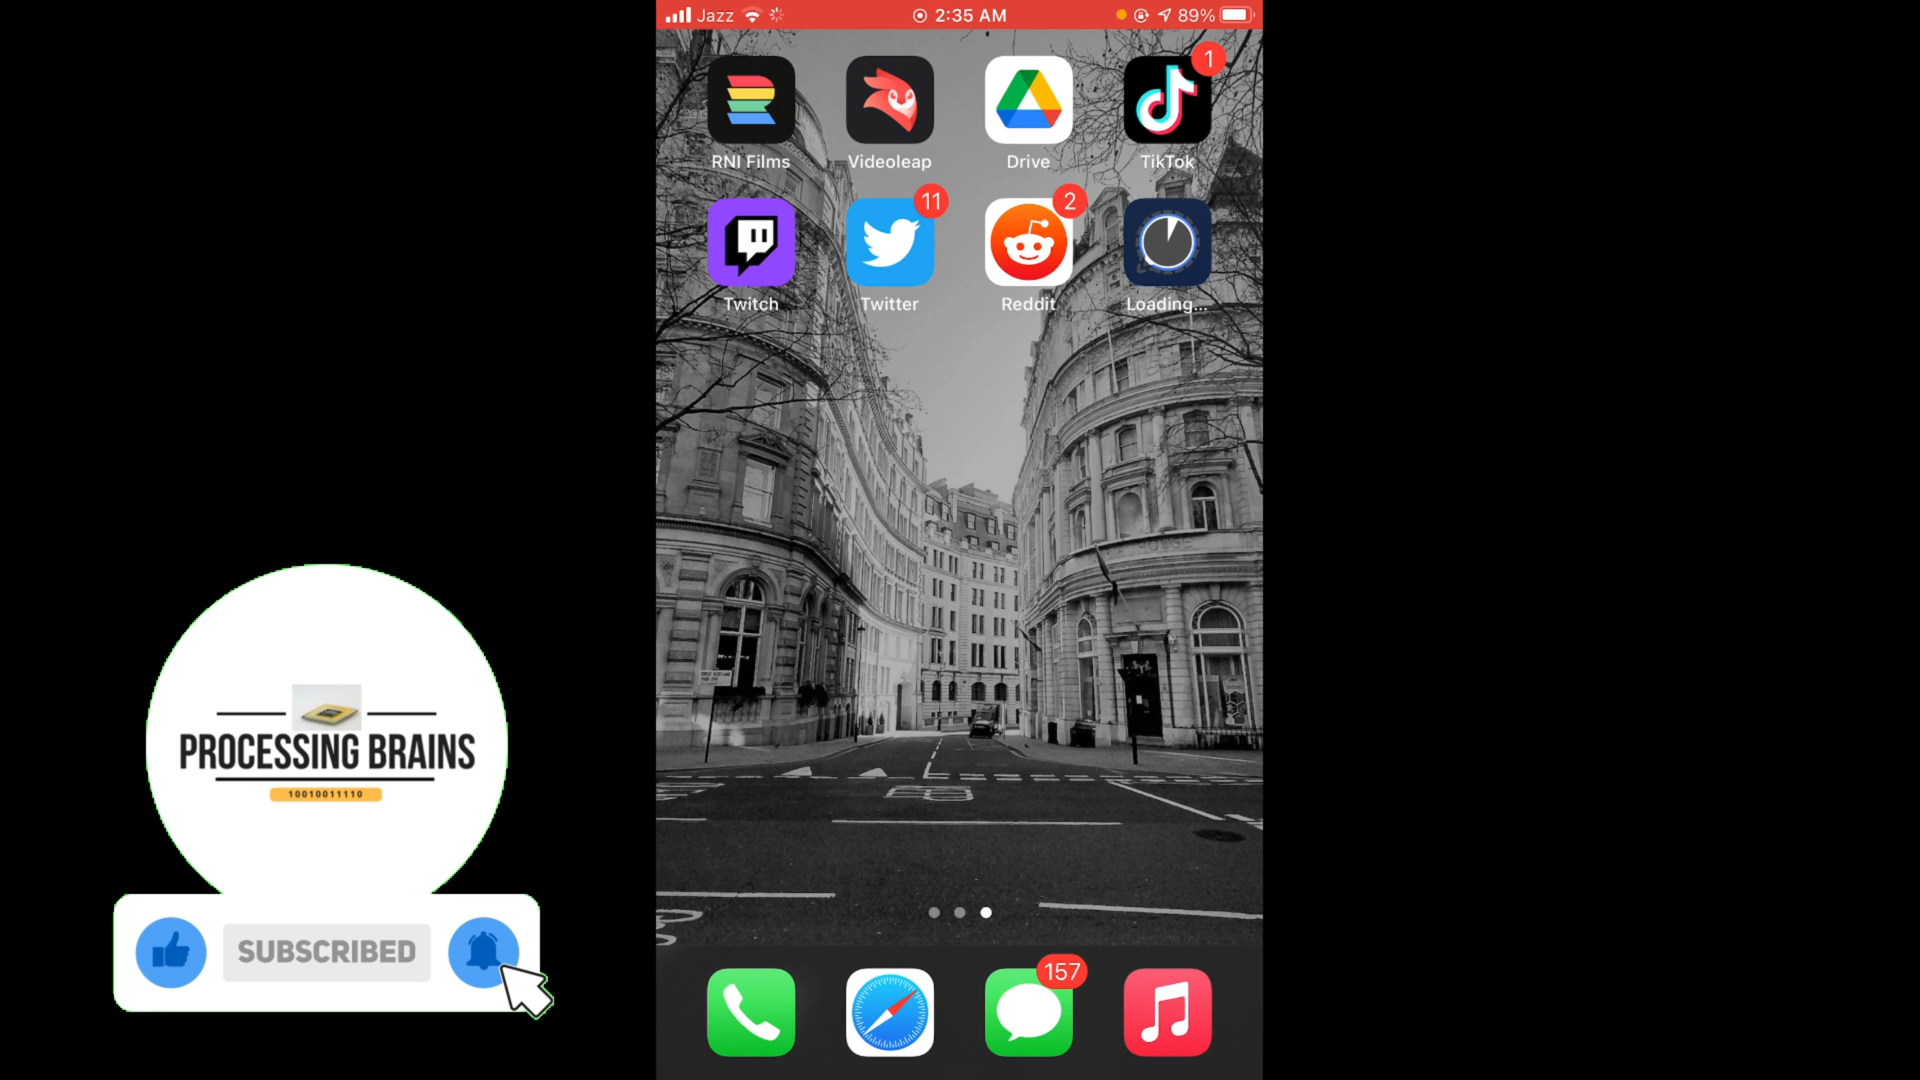 Jazz 2:35 AM 89%
1
RNI Films Videoleap Drive TikTok
11 2
Twitch Twitter Reddit Loading...
PROCESSING BRAINS
10010011110
SUBSCRIBED
157